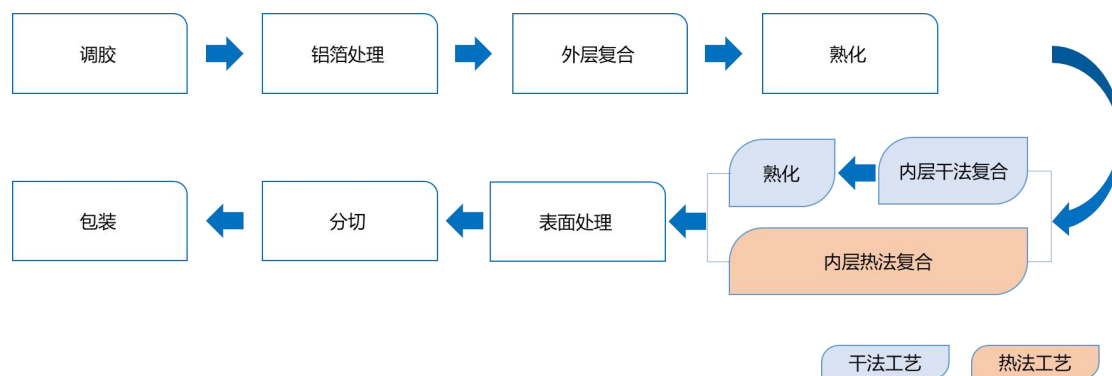 调胶
铝箔处理
外层复合
熟化
熟化
内层干法复合
包装
分切
表面处理
内层热法复合
干法工艺
热法工艺